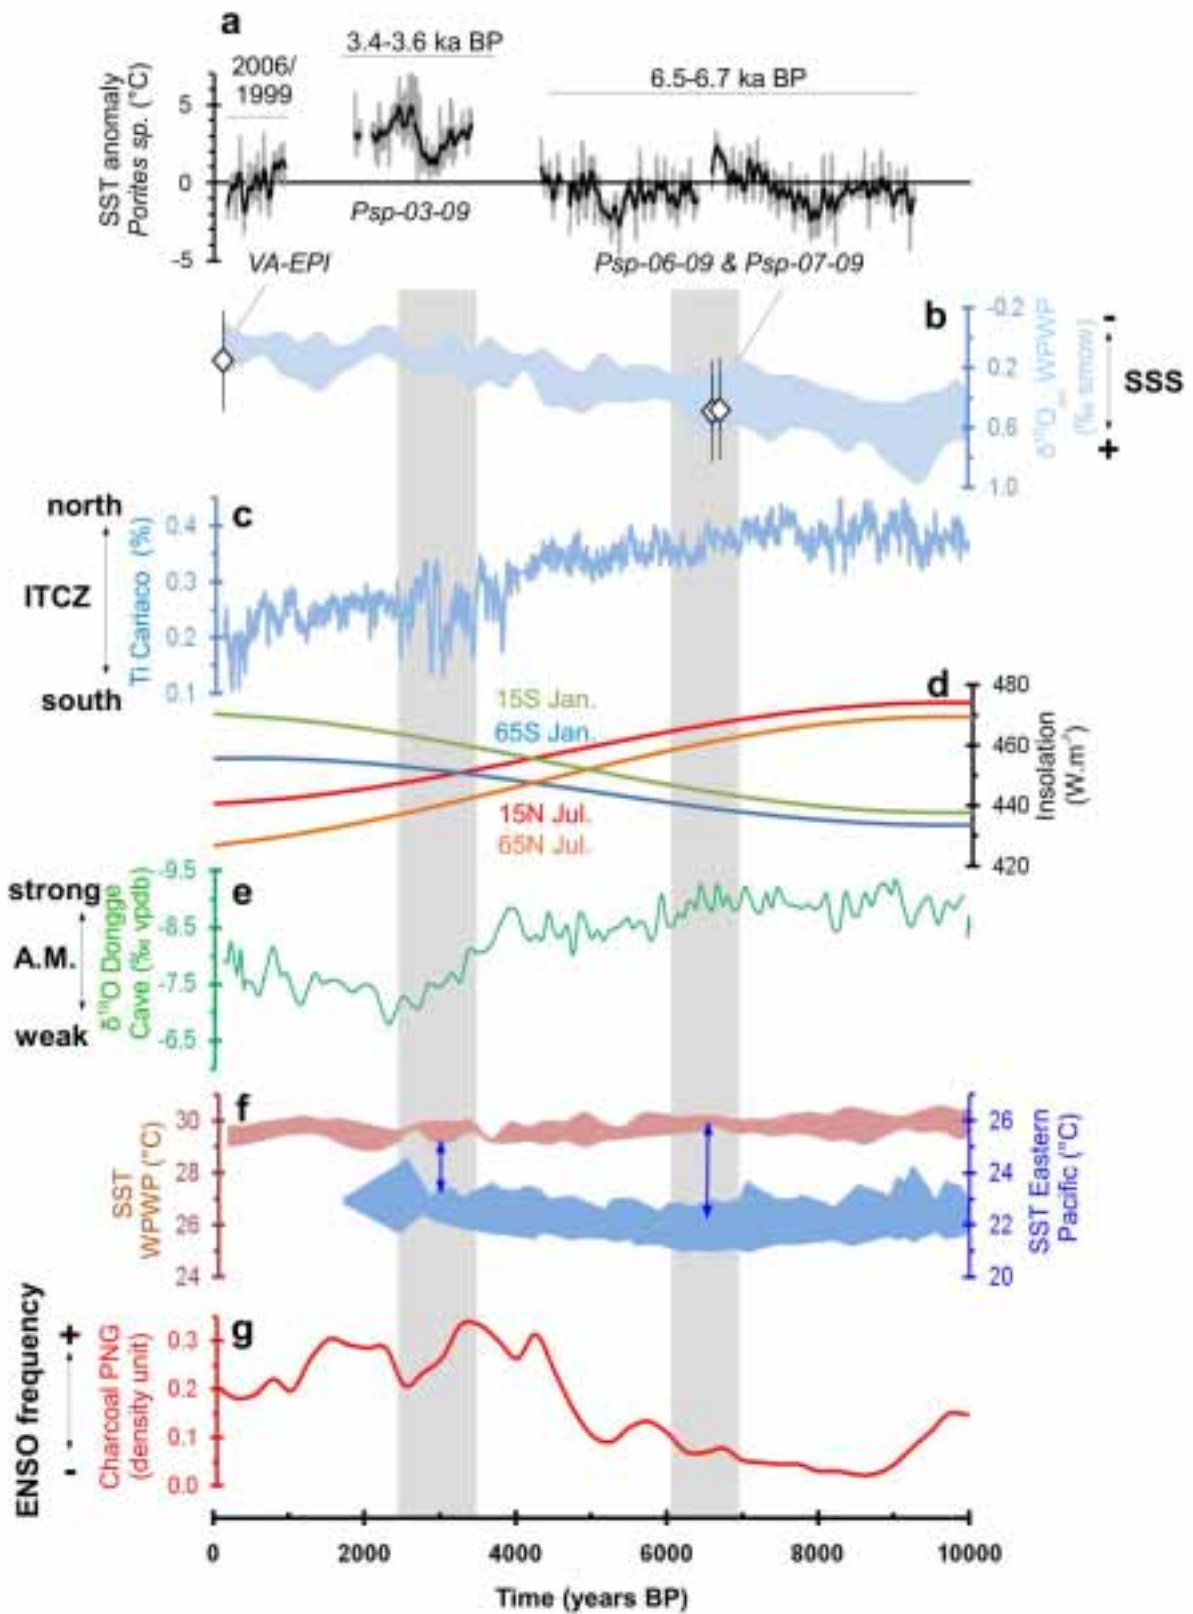 a
3.4-3.6 ka BP
2006/
1999
6.5-6.7 ka BP
SST anomaly
Porites sp. (°C)
5
0
-5
Psp-03-09
VA-EPI
Psp-06-09 & Psp-07-09
b
-0.2
0.2
0.6
1.0
δ¹⁸O WPWP
(‰ smow)
-
SSS
+
north
ITCZ
south
c
Ti Cariaco (%)
0.4
0.3
0.2
0.1
15S Jan.
65S Jan.
15N Jul.
65N Jul.
d
480
460
440
420
Insolation
(W.m⁻²)
strong
A.M.
weak
δ¹⁸O Dongge
Cave (‰ vpdb)
-9.5
-8.5
-7.5
-6.5
e
f
SST
WPWP (°C)
30
28
26
24
26
24
22
20
SST Eastern
Pacific (°C)
ENSO frequency
+
-
Charcoal PNG
(density unit)
0.3
0.2
0.1
0.0
g
0 2000 4000 6000 8000 10000
Time (years BP)